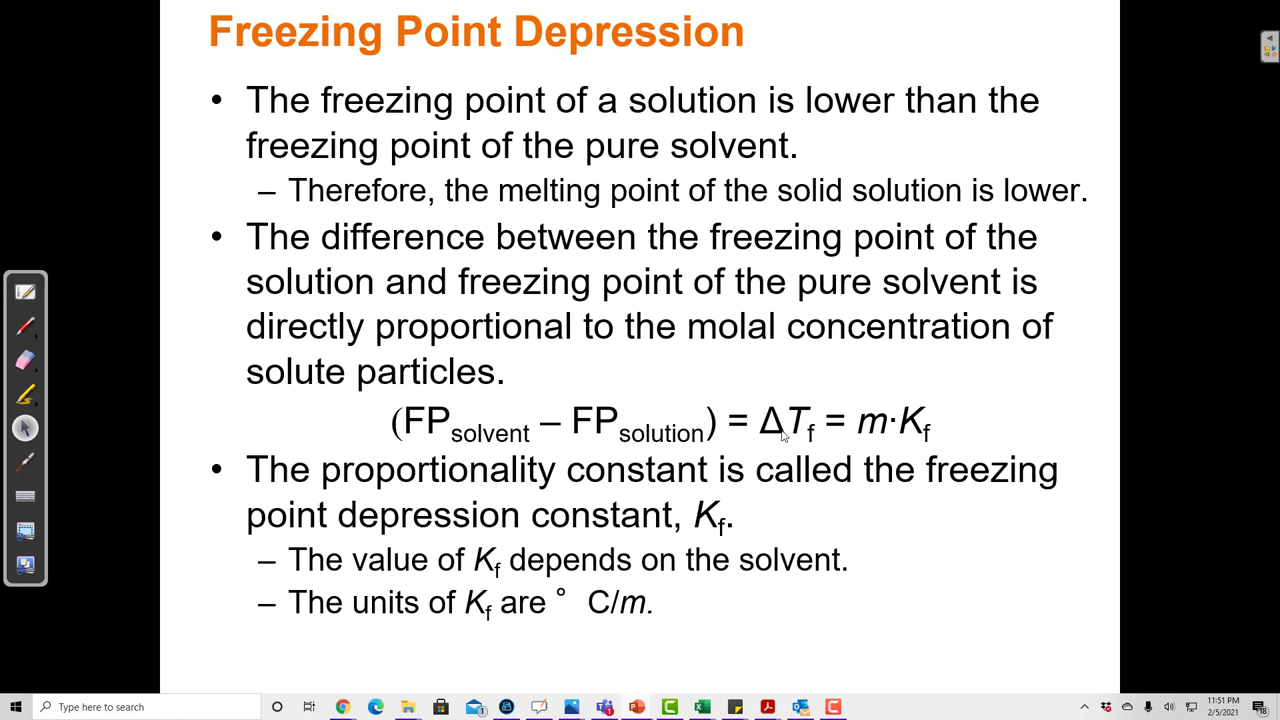 Freezing Point Depression
• The freezing point of a solution is lower than the
freezing point of the pure solvent.
– Therefore, the melting point of the solid solution is lower.
• The difference between the freezing point of the
solution and freezing point of the pure solvent is
directly proportional to the molal concentration of
solute particles.
(FPsolvent – FPsolution) = ΔTf = m·Kf
• The proportionality constant is called the freezing
point depression constant, Kf.
– The value of Kf depends on the solvent.
– The units of Kf are ° C/m.
Type here to search
11:51 PM
2/5/2021
18